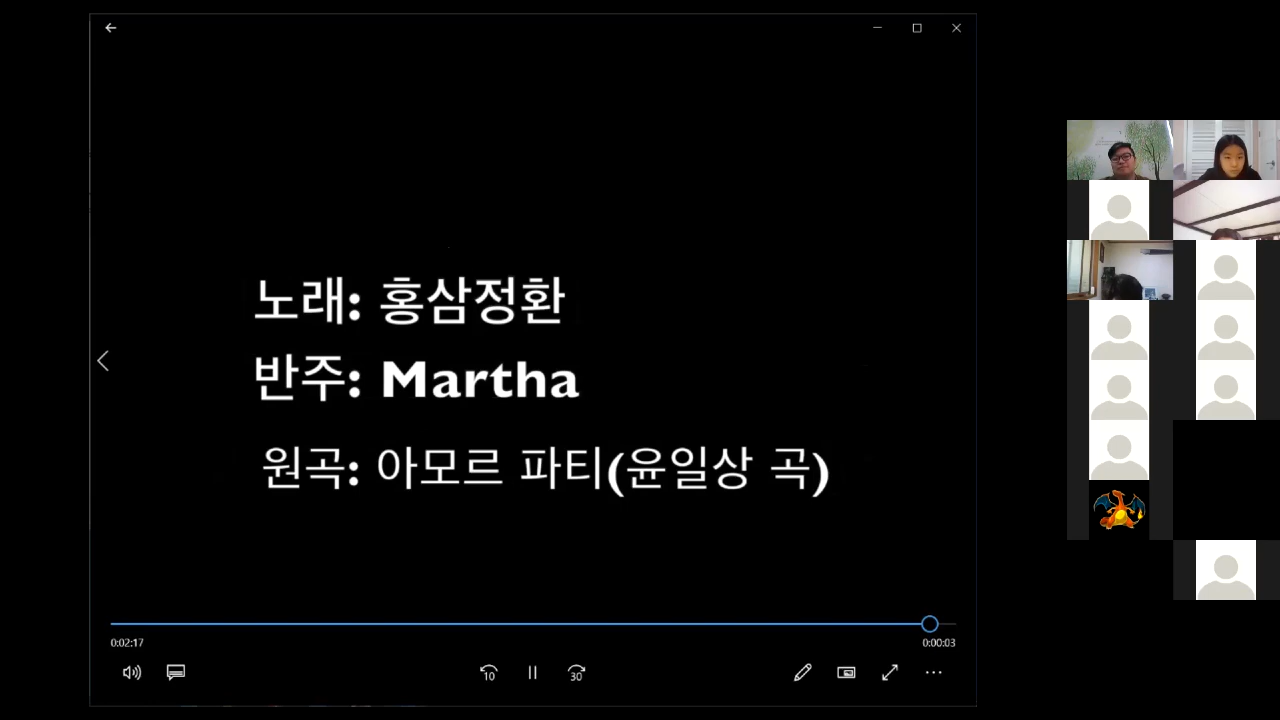 노래: 홍삼정환
반주: Martha
원곡: 아모르 파티(윤일상 곡)
0:02:17
0:00:03
10
30